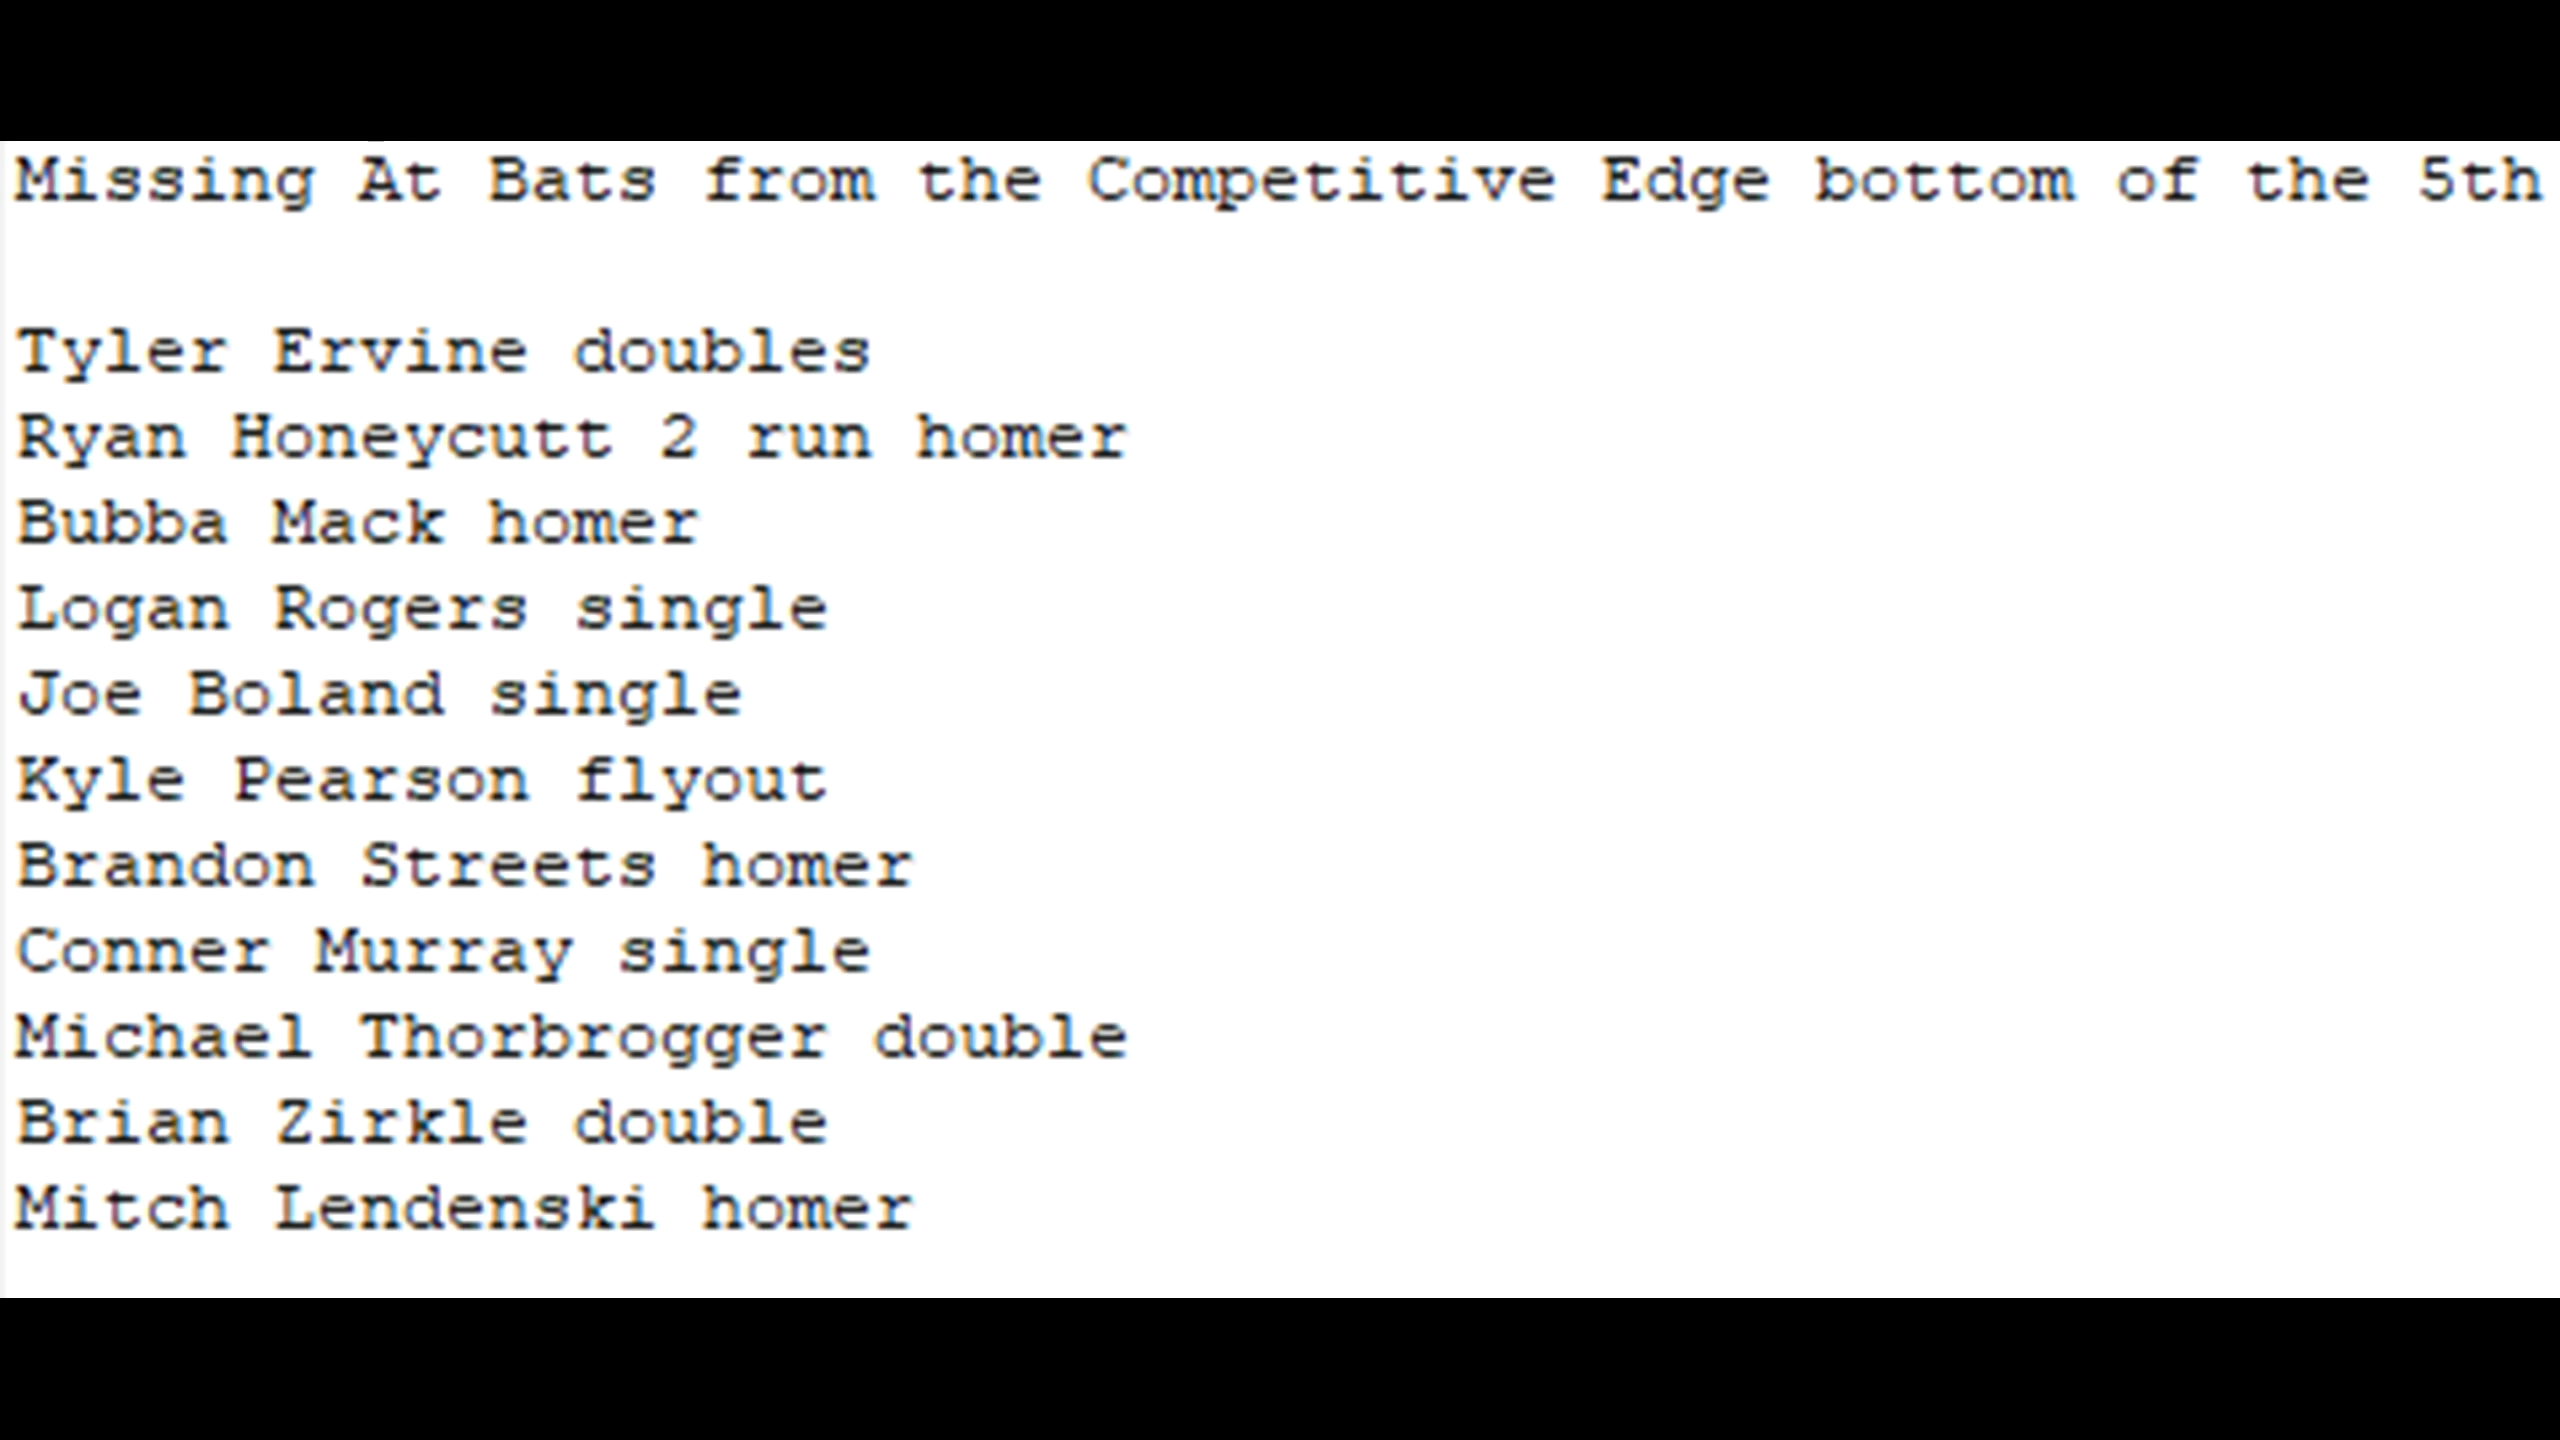 Missing At Bats from the Competitive Edge bottom of the 5th
Tyler Ervine doubles
Ryan Honeycutt 2 run homer
Bubba Mack homer
Logan Rogers single
Joe Boland single
Kyle Pearson flyout
Brandon Streets homer
Conner Murray single
Michael Thorbrogger double
Brian Zirkle double
Mitch Lendenski homer